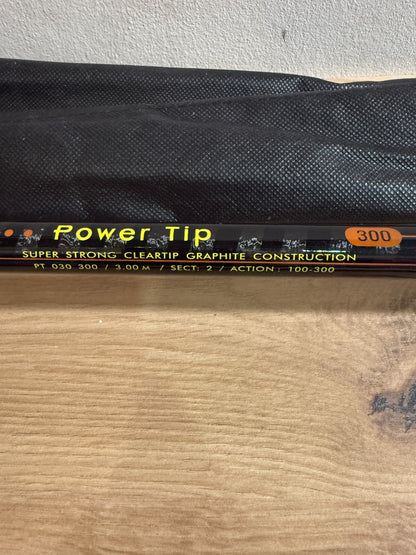 Power Tip 300
SUPER STRONG CLEARTIP GRAPHITE CONSTRUCTION
PT 030 300 / 3.00 M / SECT: 2 / ACTION : 100-300